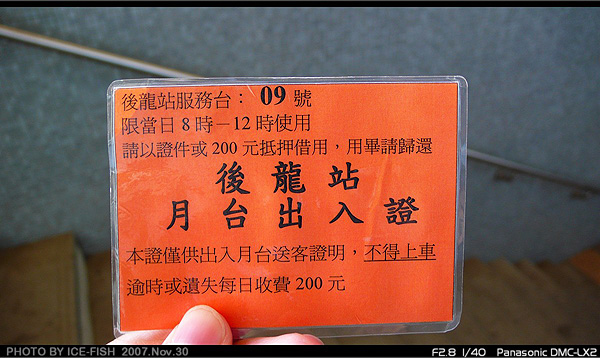 後龍站服務台： 09 號
限當日 8 時－12 時使用
請以證件或 200 元抵押借用，用畢請歸還
後龍站
月台出入證
本證僅供出入月台送客證明，不得上車
逾時或遺失每日收費 200 元
PHOTO BY ICE-FISH 2007.Nov.30
F2.8 1/40 Panasonic DMC-LX2